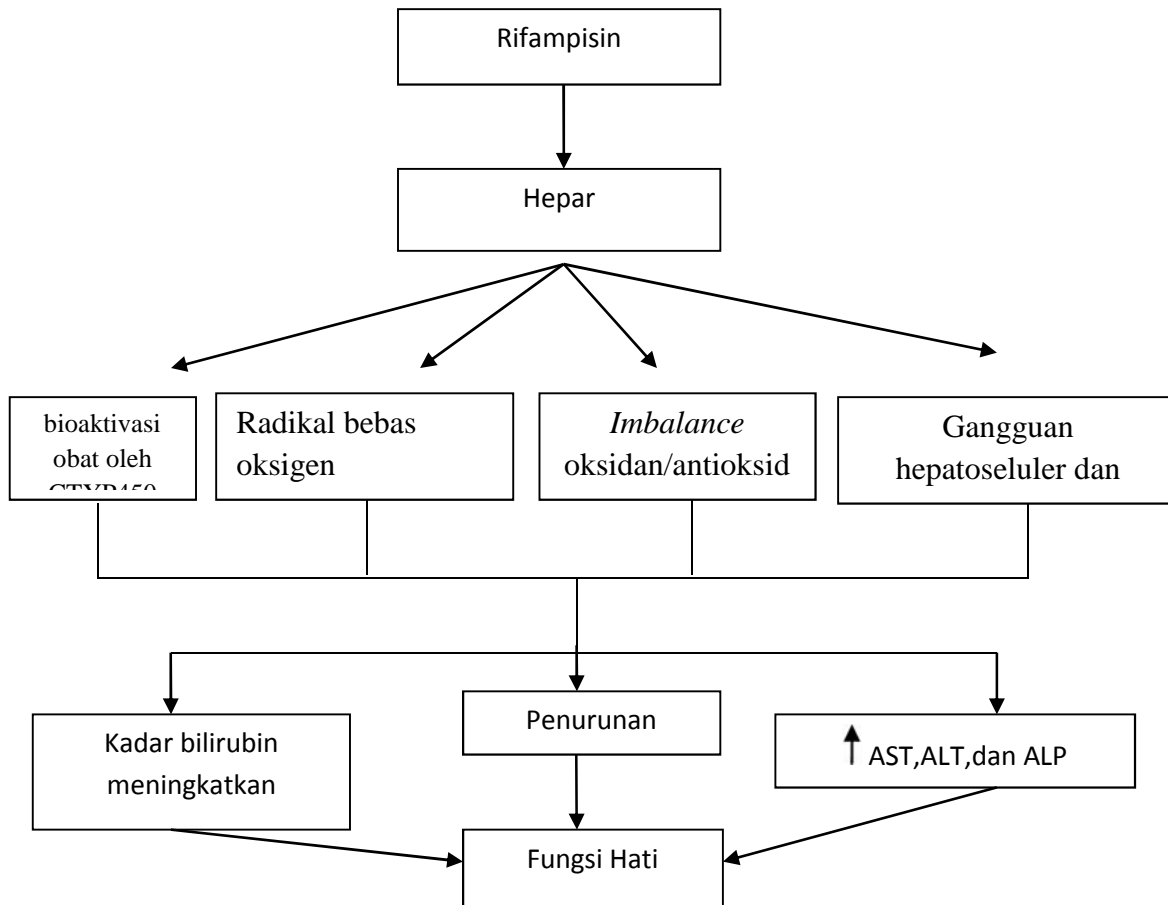 Rifampisin
Hepar
bioaktivasi
obat oleh
Radikal bebas
oksigen
Imbalance
oksidan/antioksid
Gangguan
hepatoseluler dan
Kadar bilirubin
meningkatkan
Penurunan
AST,ALT,dan ALP
Fungsi Hati